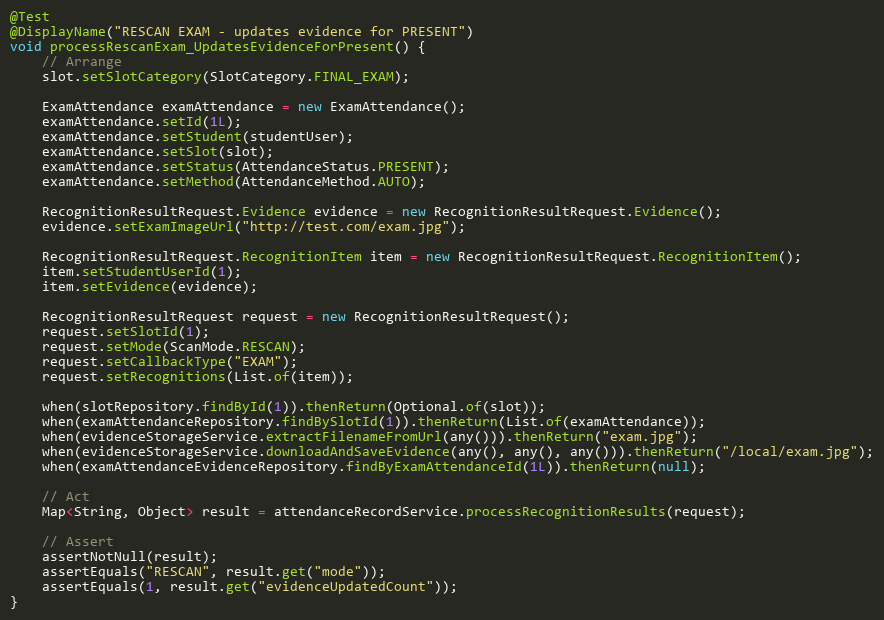 @Test
@DisplayName("RESCAN EXAM - updates evidence for PRESENT")
void processRescanExam_UpdatesEvidenceForPresent() {
    // Arrange
    slot.setSlotCategory(SlotCategory.FINAL_EXAM);

    ExamAttendance examAttendance = new ExamAttendance();
    examAttendance.setId(1L);
    examAttendance.setStudent(studentUser);
    examAttendance.setSlot(slot);
    examAttendance.setStatus(AttendanceStatus.PRESENT);
    examAttendance.setMethod(AttendanceMethod.AUTO);

    RecognitionResultRequest.Evidence evidence = new RecognitionResultRequest.Evidence();
    evidence.setExamImageUrl("http://test.com/exam.jpg");

    RecognitionResultRequest.RecognitionItem item = new RecognitionResultRequest.RecognitionItem();
    item.setStudentUserId(1);
    item.setEvidence(evidence);

    RecognitionResultRequest request = new RecognitionResultRequest();
    request.setSlotId(1);
    request.setMode(ScanMode.RESCAN);
    request.setCallbackType("EXAM");
    request.setRecognitions(List.of(item));

    when(slotRepository.findById(1)).thenReturn(Optional.of(slot));
    when(examAttendanceRepository.findBySlotId(1)).thenReturn(List.of(examAttendance));
    when(evidenceStorageService.extractFilenameFromUrl(any())).thenReturn("exam.jpg");
    when(evidenceStorageService.downloadAndSaveEvidence(any(), any(), any())).thenReturn("/local/exam.jpg");
    when(examAttendanceEvidenceRepository.findByExamAttendanceId(1L)).thenReturn(null);

    // Act
    Map<String, Object> result = attendanceRecordService.processRecognitionResults(request);

    // Assert
    assertNotNull(result);
    assertEquals("RESCAN", result.get("mode"));
    assertEquals(1, result.get("evidenceUpdatedCount"));
}